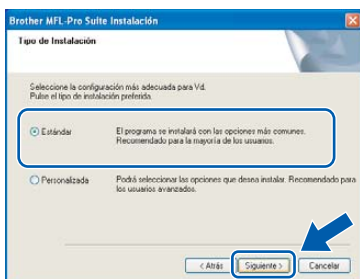 Brother MFL-Pro Suite Instalación
Tipo de Instalación
Seleccione la configuración más adecuada para Vd.
Pulse el tipo de instalación preferida.
Estándar
El programa se instalará con las opciones más comunes.
Recomendado para la mayoría de los usuarios.
Personalizada
Podrá seleccionar las opciones que desea instalar. Recomendado para
los usuarios avanzados.
< Atrás
Siguiente >
Cancelar